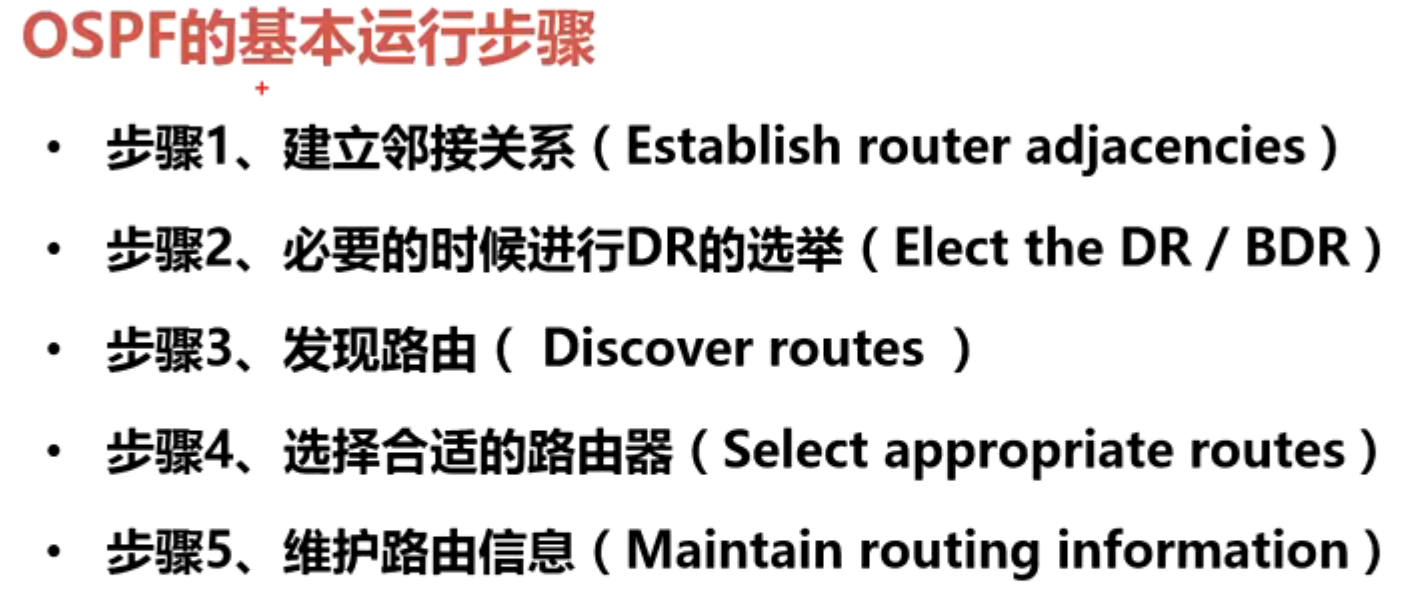 OSPF的基本运行步骤
• 步骤1、建立邻接关系（Establish router adjacencies）
• 步骤2、必要的时候进行DR的选举（Elect the DR / BDR）
• 步骤3、发现路由（ Discover routes ）
• 步骤4、选择合适的路由器（Select appropriate routes）
• 步骤5、维护路由信息（Maintain routing information）